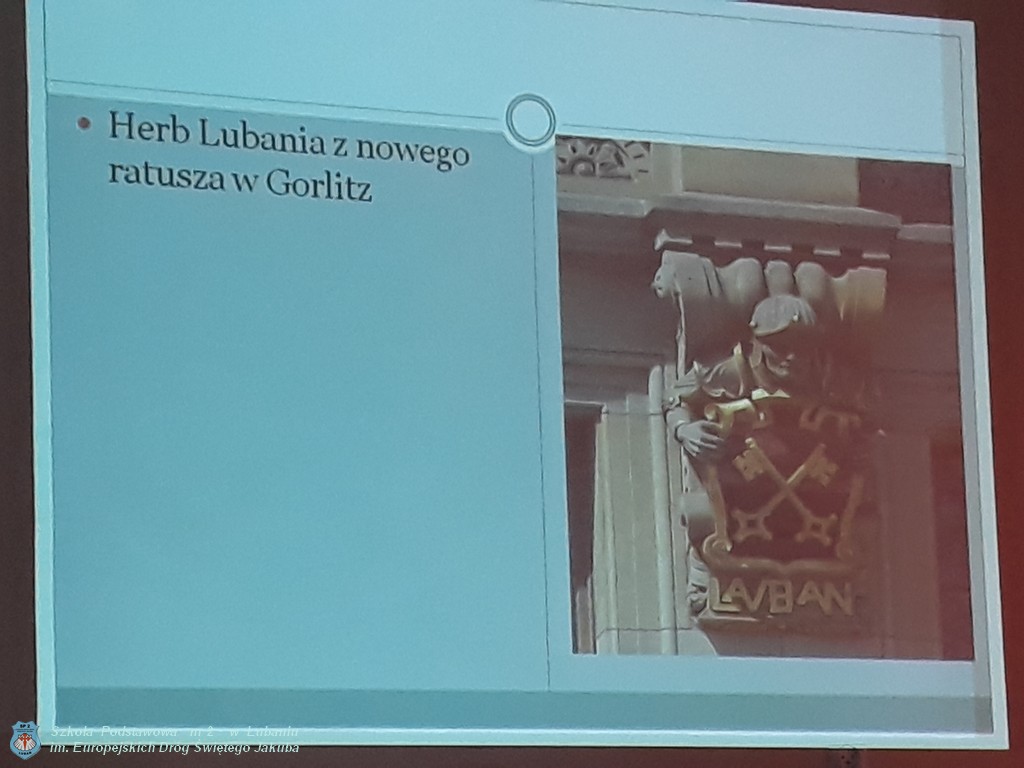 Herb Lubania z nowego
ratusza w Gorlitz
LAVBAN
Szkoła Podstawowa nr 2 w Lubaniu
im. Europejskich Dróg Świętego Jakuba